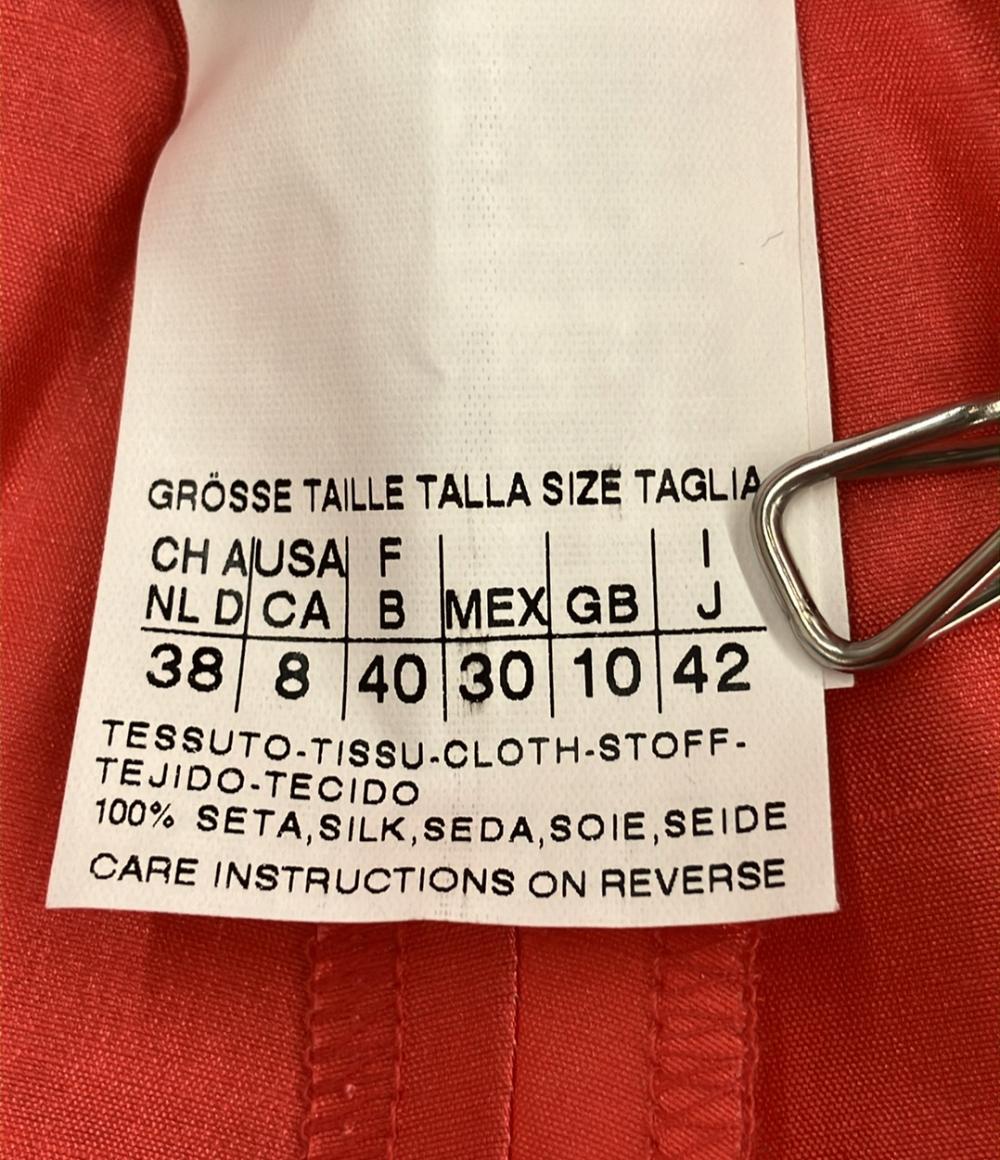 GRÖSSE TAILLE TALLA SIZE TAGLIA
CH A USA F I
NL D CA B MEX GB J
38 8 40 30 10 42
TESSUTO-TISSU-CLOTH-STOFF-
TEJIDO-TECIDO
100% SETA,SILK,SEDA,SOIE,SEIDE
CARE INSTRUCTIONS ON REVERSE